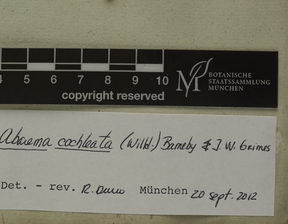 4 5 6 7 8 9 10
copyright reserved
M
BOTANISCHE
STAATSSAMMLUNG
MÜNCHEN
Abarema cochleata (Willd.) Barneby & J.W. Grimes
Det. - rev. R. München 20 sept. 2012